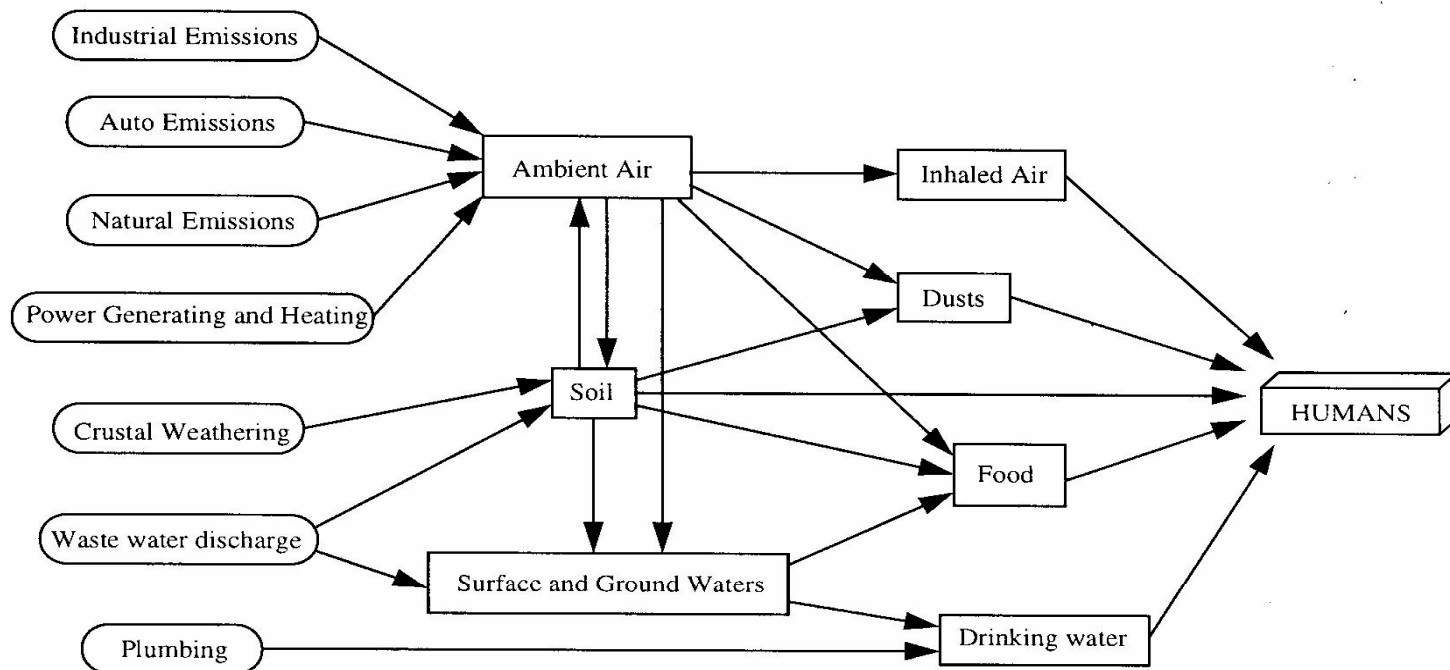 Industrial Emissions
Auto Emissions
Ambient Air
Inhaled Air
Natural Emissions
Dusts
Power Generating and Heating
Soil
HUMANS
Crustal Weathering
Food
Waste water discharge
Surface and Ground Waters
Drinking water
Plumbing